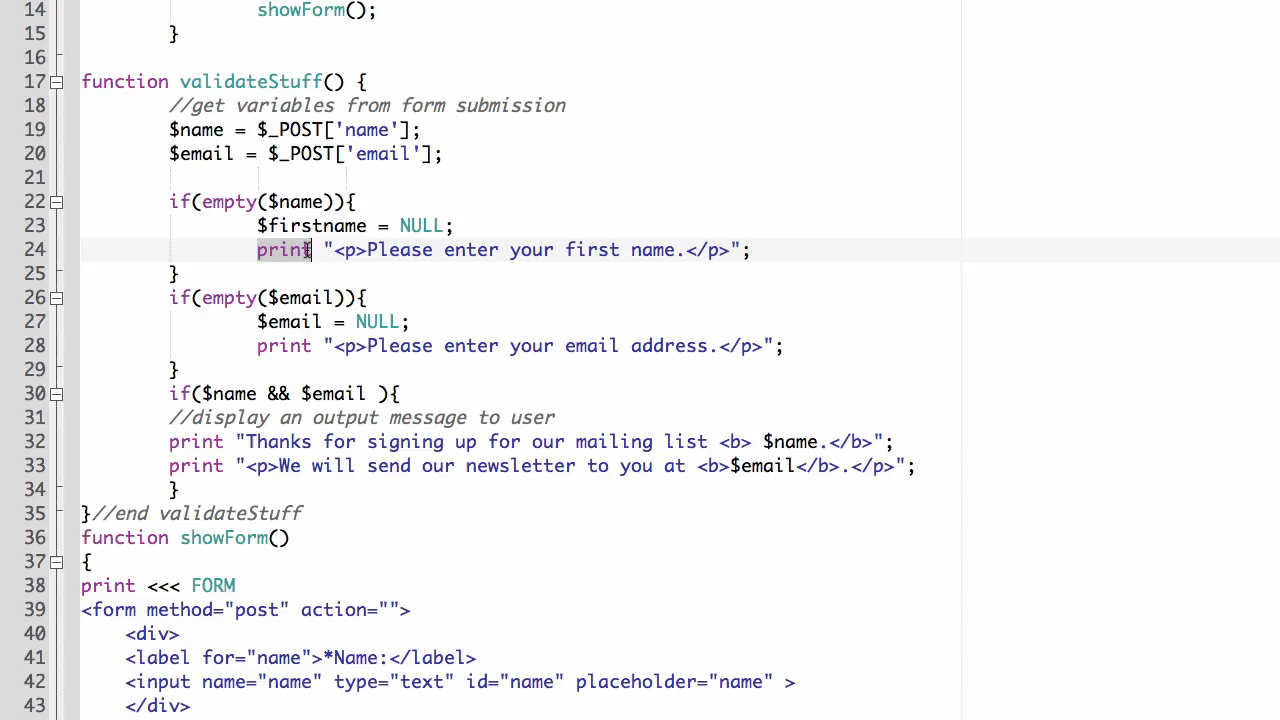 14 showForm();
15 }
16
17 function validateStuff() {
18 //get variables from form submission
19 $name = $_POST['name'];
20 $email = $_POST['email'];
21
22 if(empty($name)){
23 $firstname = NULL;
24 print "<p>Please enter your first name.</p>";
25 }
26 if(empty($email)){
27 $email = NULL;
28 print "<p>Please enter your email address.</p>";
29 }
30 if($name && $email ){
31 //display an output message to user
32 print "Thanks for signing up for our mailing list <b> $name.</b>";
33 print "<p>We will send our newsletter to you at <b>$email</b>.</p>";
34 }
35 }//end validateStuff
36 function showForm()
37 {
38 print <<< FORM
39 <form method="post" action="">
40 <div>
41 <label for="name">*Name:</label>
42 <input name="name" type="text" id="name" placeholder="name" >
43 </div>